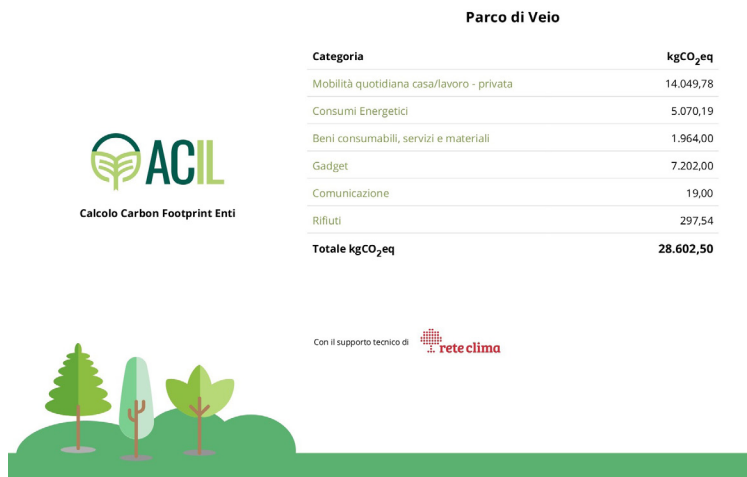 Parco di Veio
Categoria kgCO2eq
Mobilità quotidiana casa/lavoro - privata 14.049,78
Consumi Energetici 5.070,19
Beni consumabili, servizi e materiali 1.964,00
Gadget 7.202,00
Comunicazione 19,00
Rifiuti 297,54
Totale kgCO2eq 28.602,50
ACIL
Calcolo Carbon Footprint Enti
Con il supporto tecnico di rete clima